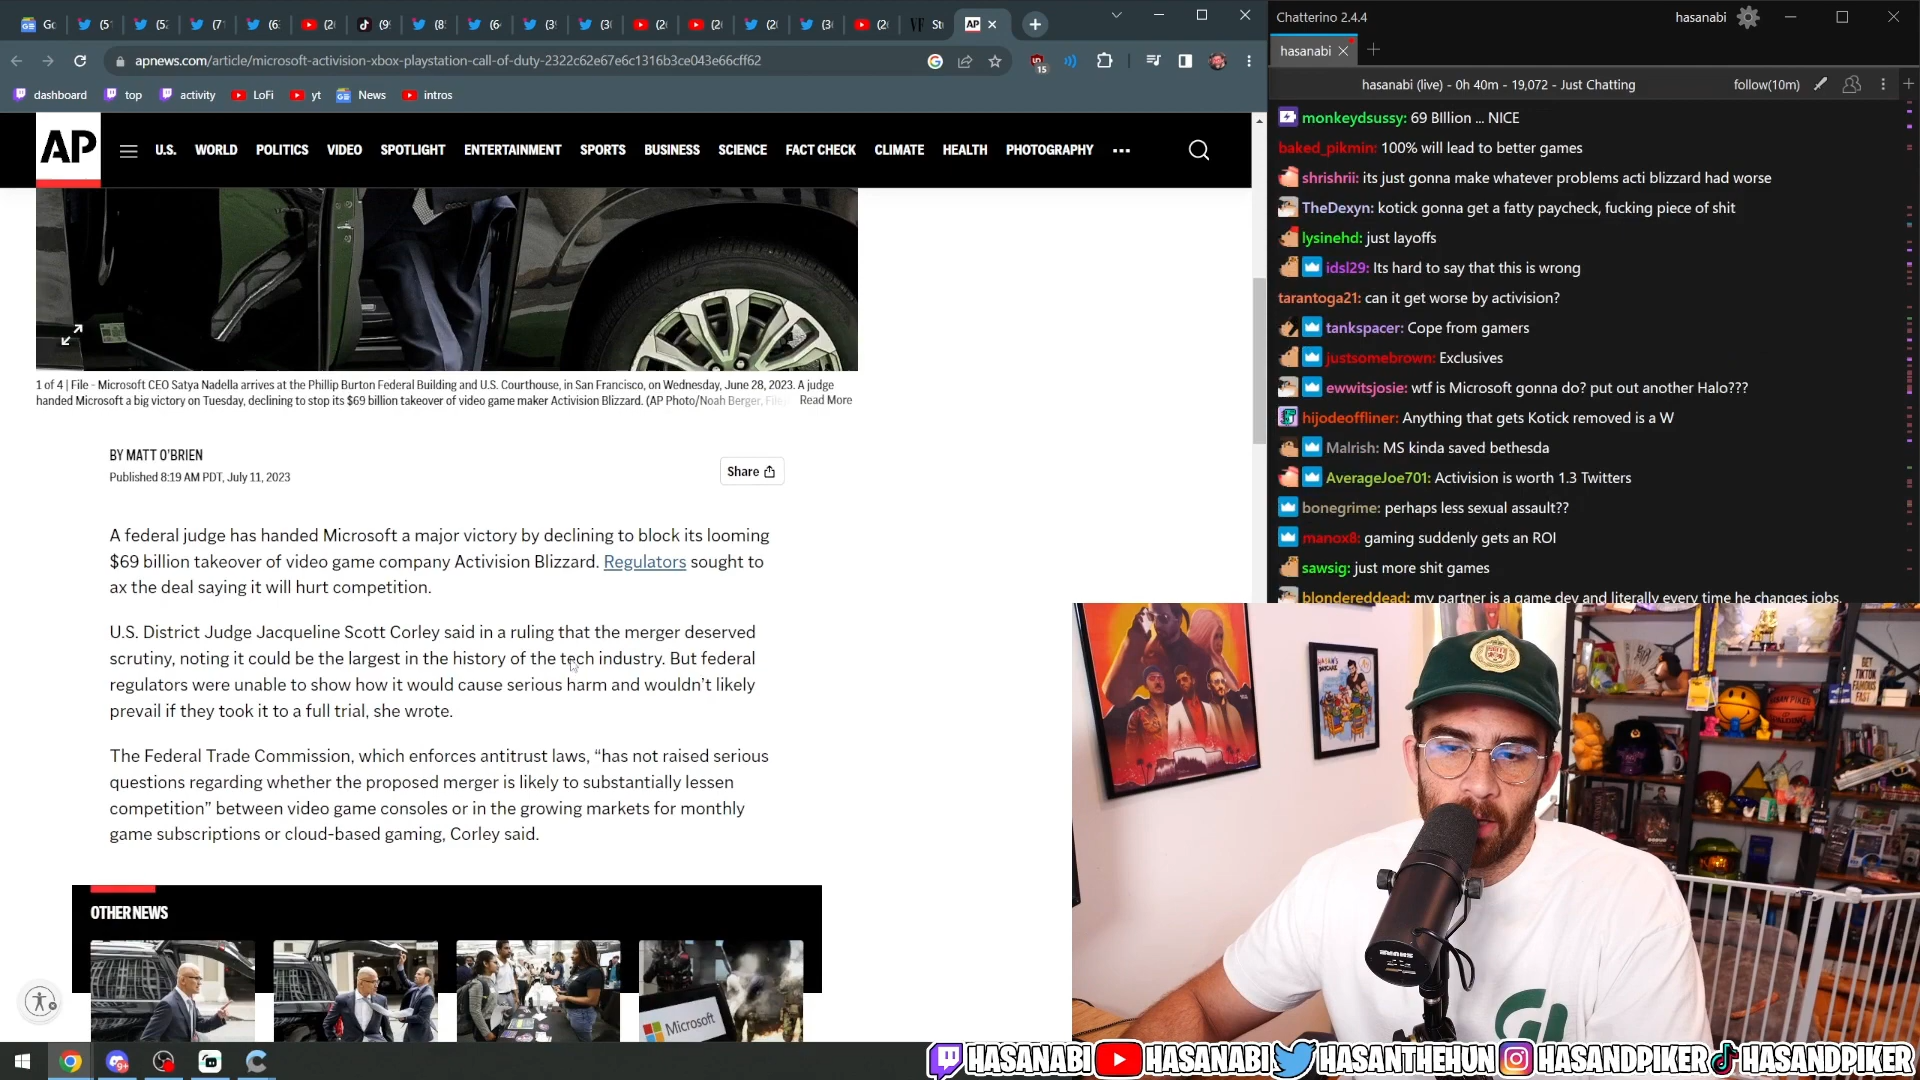 apnews.com/article/microsoft-activision-xbox-playstation-call-of-duty-2322c62e67e6c1316b3ce043e66cff62
dashboard top activity LoFi yt News intros
AP U.S. WORLD POLITICS VIDEO SPOTLIGHT ENTERTAINMENT SPORTS BUSINESS SCIENCE FACT CHECK CLIMATE HEALTH PHOTOGRAPHY •••
1 of 4 | File - Microsoft CEO Satya Nadella arrives at the Phillip Burton Federal Building and U.S. Courthouse, in San Francisco, on Wednesday, June 28, 2023. A judge
handed Microsoft a big victory on Tuesday, declining to stop its $69 billion takeover of video game maker Activision Blizzard. (AP Photo/Noah Berger, File Read More
BY MATT O'BRIEN
Published 8:19 AM PDT, July 11, 2023
Share
A federal judge has handed Microsoft a major victory by declining to block its looming
$69 billion takeover of video game company Activision Blizzard. Regulators sought to
ax the deal saying it will hurt competition.
U.S. District Judge Jacqueline Scott Corley said in a ruling that the merger deserved
scrutiny, noting it could be the largest in the history of the tech industry. But federal
regulators were unable to show how it would cause serious harm and wouldn't likely
prevail if they took it to a full trial, she wrote.
The Federal Trade Commission, which enforces antitrust laws, “has not raised serious
questions regarding whether the proposed merger is likely to substantially lessen
competition” between video game consoles or in the growing markets for monthly
game subscriptions or cloud-based gaming, Corley said.
OTHER NEWS
Microsoft
Chatterino 2.4.4
hasanabi
hasanabi
hasanabi (live) - 0h 40m - 19,072 - Just Chatting
follow(10m)
monkeydsussy: 69 BIllion ... NICE
baked_pikmin: 100% will lead to better games
shrishrii: its just gonna make whatever problems acti blizzard had worse
TheDexyn: kotick gonna get a fatty paycheck, fucking piece of shit
lysinehd: just layoffs
idsl29: Its hard to say that this is wrong
tarantoga21: can it get worse by activision?
tankspacer: Cope from gamers
justsomebrown: Exclusives
ewwitsjosie: wtf is Microsoft gonna do? put out another Halo???
hijodeoffliner: Anything that gets Kotick removed is a W
Malrish: MS kinda saved bethesda
AverageJoe701: Activision is worth 1.3 Twitters
bonegrime: perhaps less sexual assault??
manox8: gaming suddenly gets an ROI
sawsig: just more shit games
blondereddead: my partner is a game dev and literally every time he changes jobs,
HASANABI HASANABI HASANTHEHUN HASANDPIKER HASANDPIKER